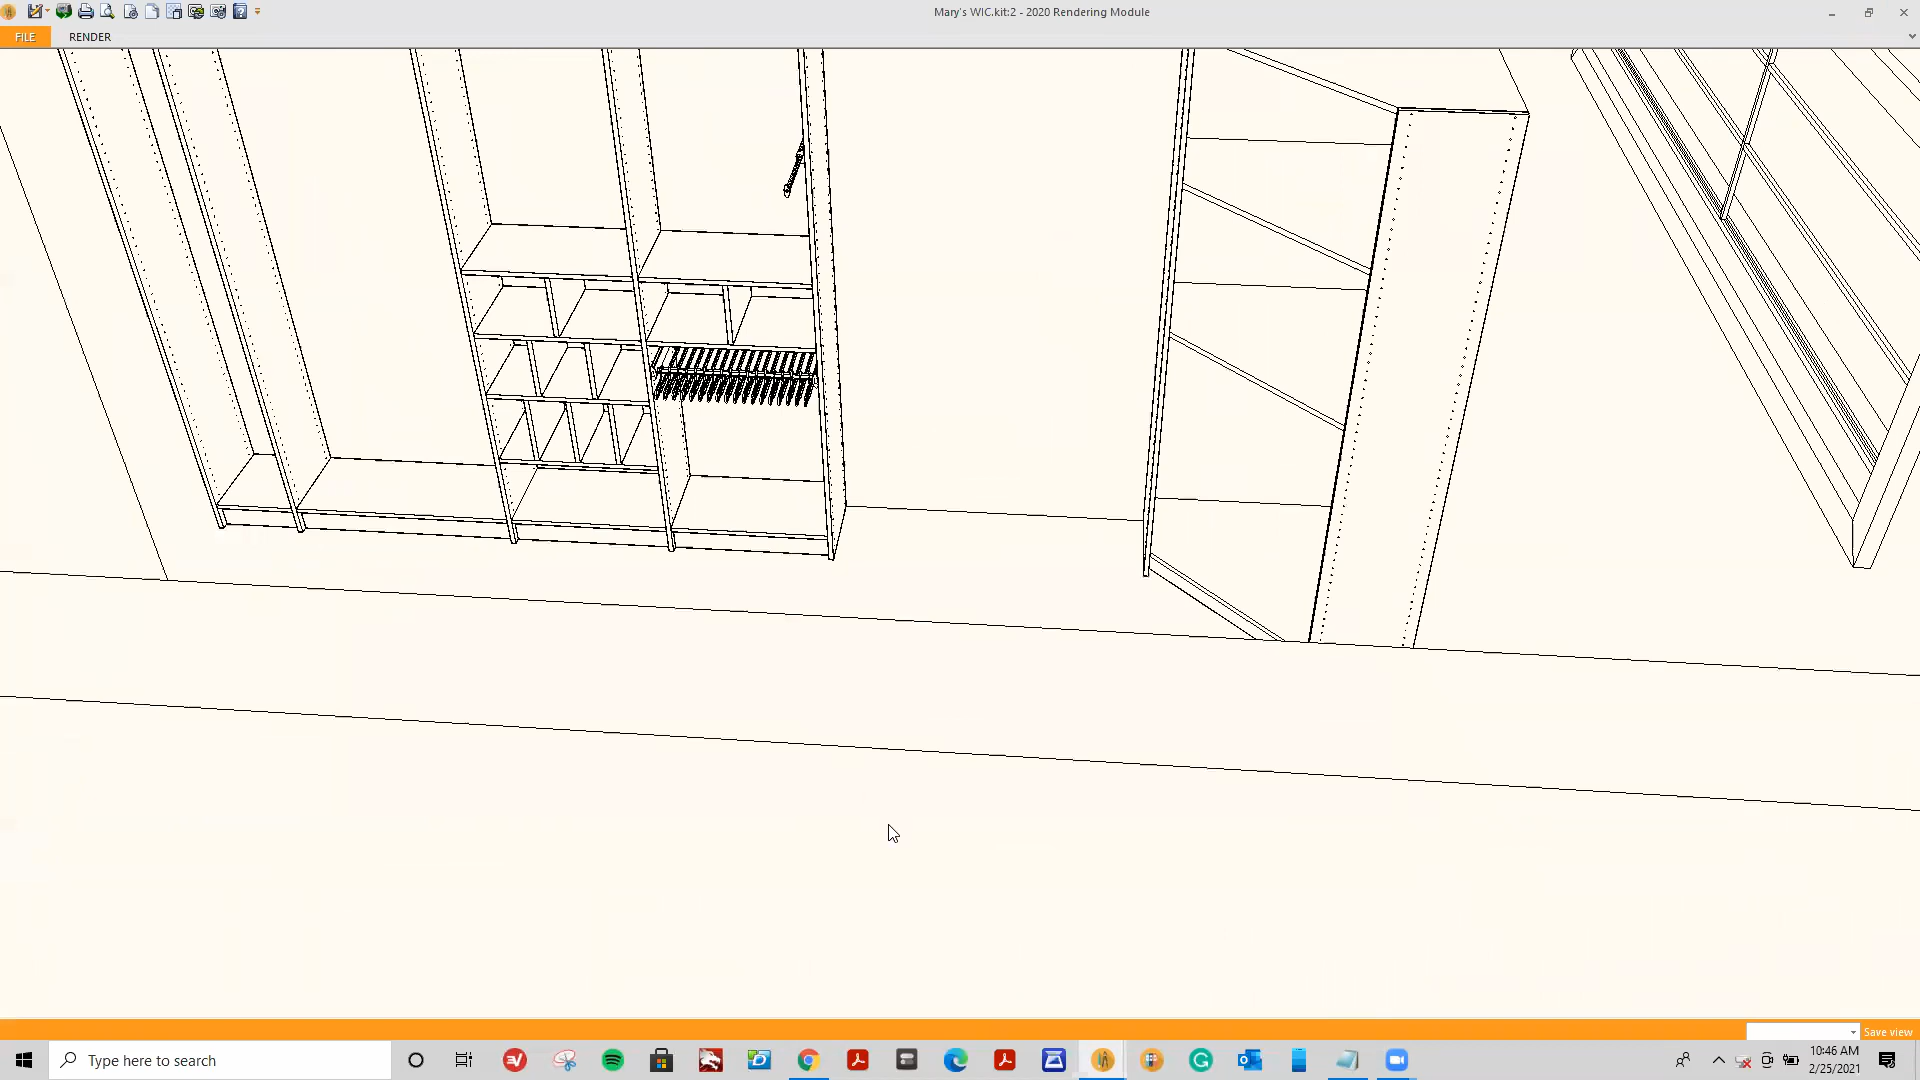 Mary's WIC.kit:2 - 2020 Rendering Module
FILE
RENDER
Save view
Type here to search
10:46 AM
2/25/2021